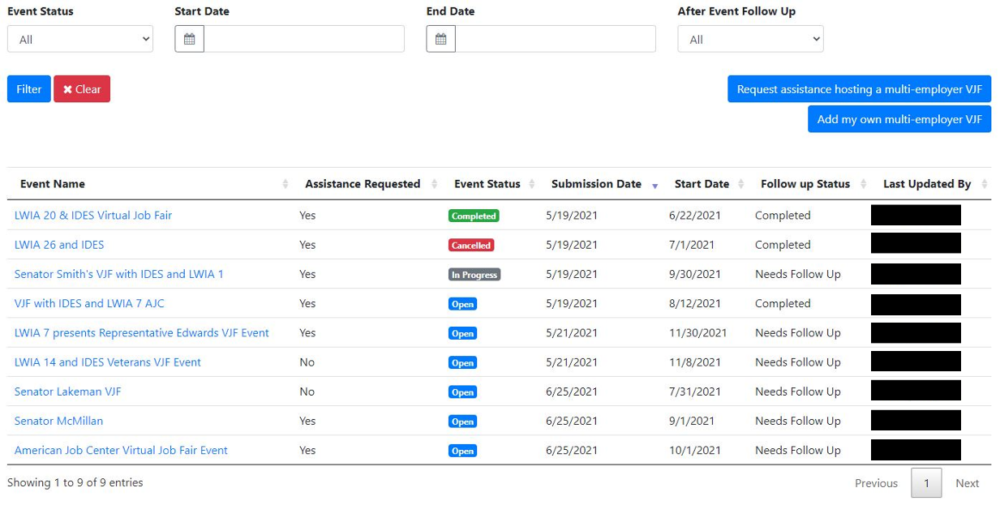 Event Status Start Date End Date After Event Follow Up
All All
Filter Clear Request assistance hosting a multi-employer VJF
Add my own multi-employer VJF
Event Name Assistance Requested Event Status Submission Date Start Date Follow up Status Last Updated By
LWIA 20 & IDES Virtual Job Fair Yes Completed 5/19/2021 6/22/2021 Completed
LWIA 26 and IDES Yes Cancelled 5/19/2021 7/1/2021 Completed
Senator Smith's VJF with IDES and LWIA 1 Yes In Progress 5/19/2021 9/30/2021 Needs Follow Up
VJF with IDES and LWIA 7 AJC Yes Open 5/19/2021 8/12/2021 Completed
LWIA 7 presents Representative Edwards VJF Event Yes Open 5/21/2021 11/30/2021 Needs Follow Up
LWIA 14 and IDES Veterans VJF Event No Open 5/21/2021 11/8/2021 Needs Follow Up
Senator Lakeman VJF No Open 6/25/2021 7/31/2021 Needs Follow Up
Senator McMillan Yes Open 6/25/2021 9/1/2021 Needs Follow Up
American Job Center Virtual Job Fair Event Yes Open 6/25/2021 10/1/2021 Needs Follow Up
Showing 1 to 9 of 9 entries Previous 1 Next